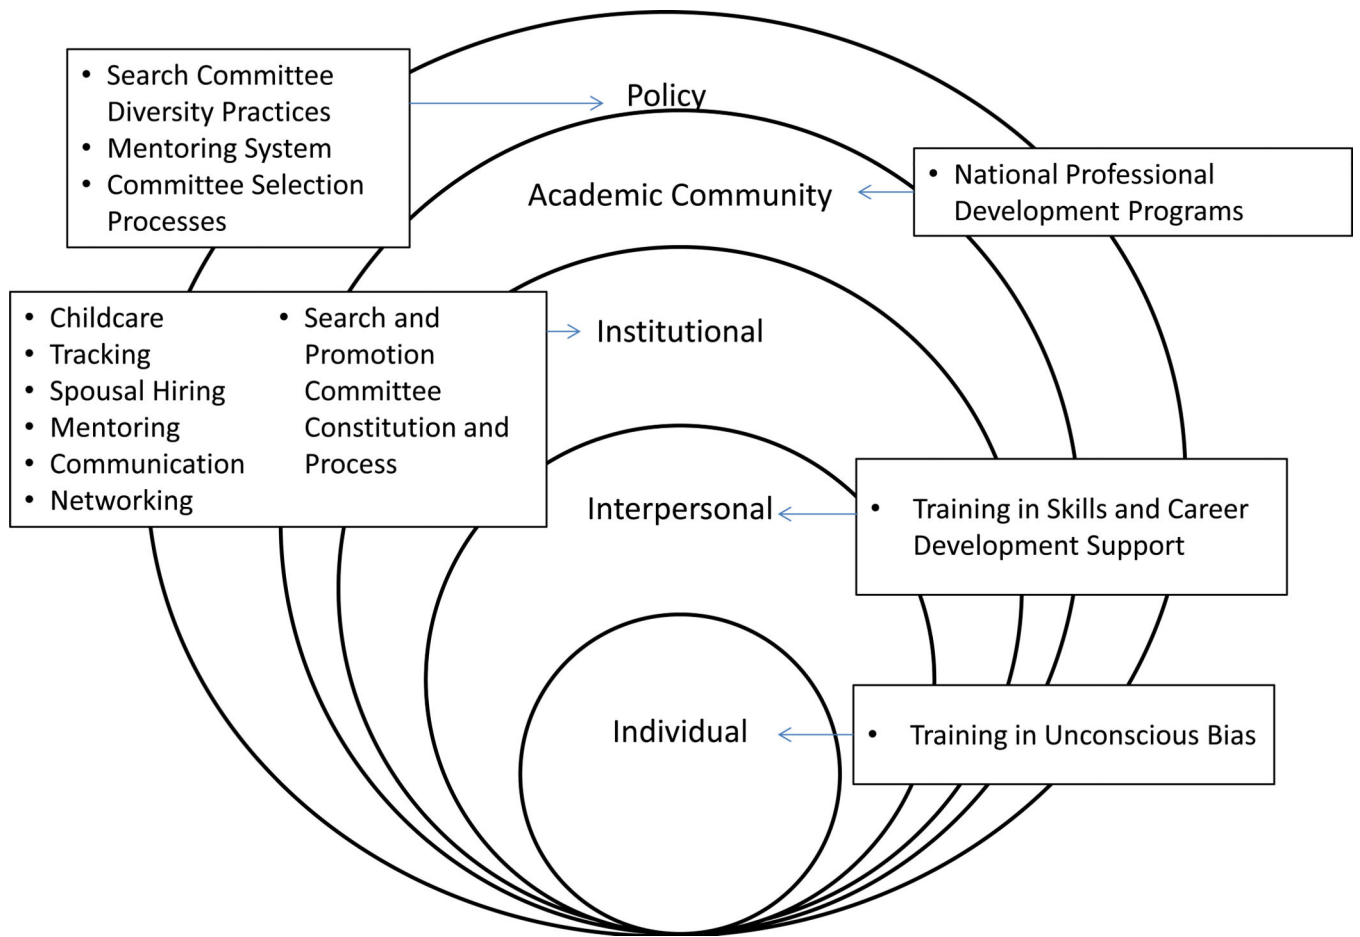 • Search Committee
Diversity Practices
• Mentoring System
• Committee Selection
Processes
Policy
• National Professional
Development Programs
Academic Community
• Childcare
• Tracking
• Spousal Hiring
• Mentoring
• Communication
• Networking
• Search and
Promotion
Committee
Constitution and
Process
Institutional
Interpersonal
• Training in Skills and Career
Development Support
Individual
• Training in Unconscious Bias